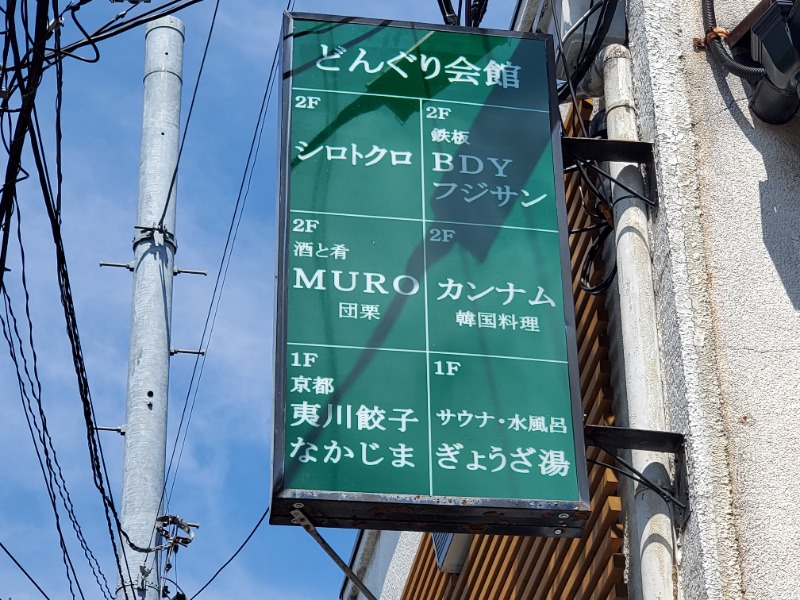 どんぐり会館
2F
シロトクロ
2F
鉄板
BDY
フジサン
2F
酒と肴
MURO
団栗
2F
カンナム
韓国料理
1F
京都
夷川餃子
なかじま
1F
サウナ・水風呂
ぎょうざ湯